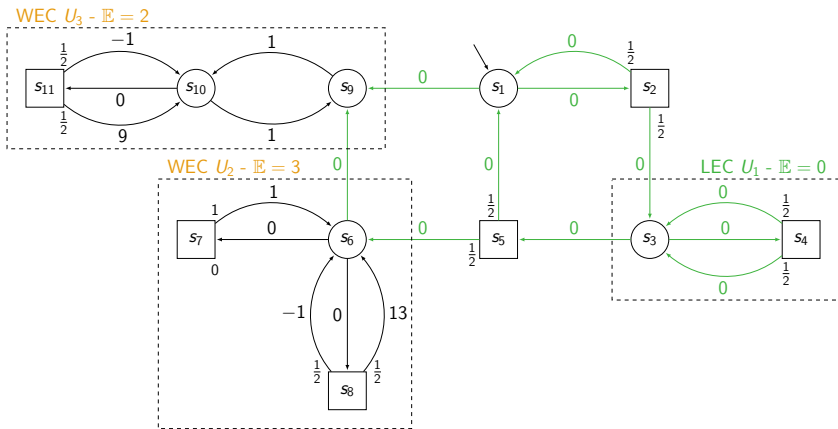 WEC U₃ - 𝔼 = 2
−1 1 0
1/2 1/2
s₁₁ 0 s₁₀ s₉ 0 s₁ 0 s₂
1/2 9 1 1/2
0 0 0
WEC U₂ - 𝔼 = 3 LEC U₁ - 𝔼 = 0
1 1 1/2 0 1/2
s₇ 0 s₆ 0 s₅ 0 s₃ 0 s₄
0 1/2 1/2
0
−1 0 13
1/2 1/2
s₈